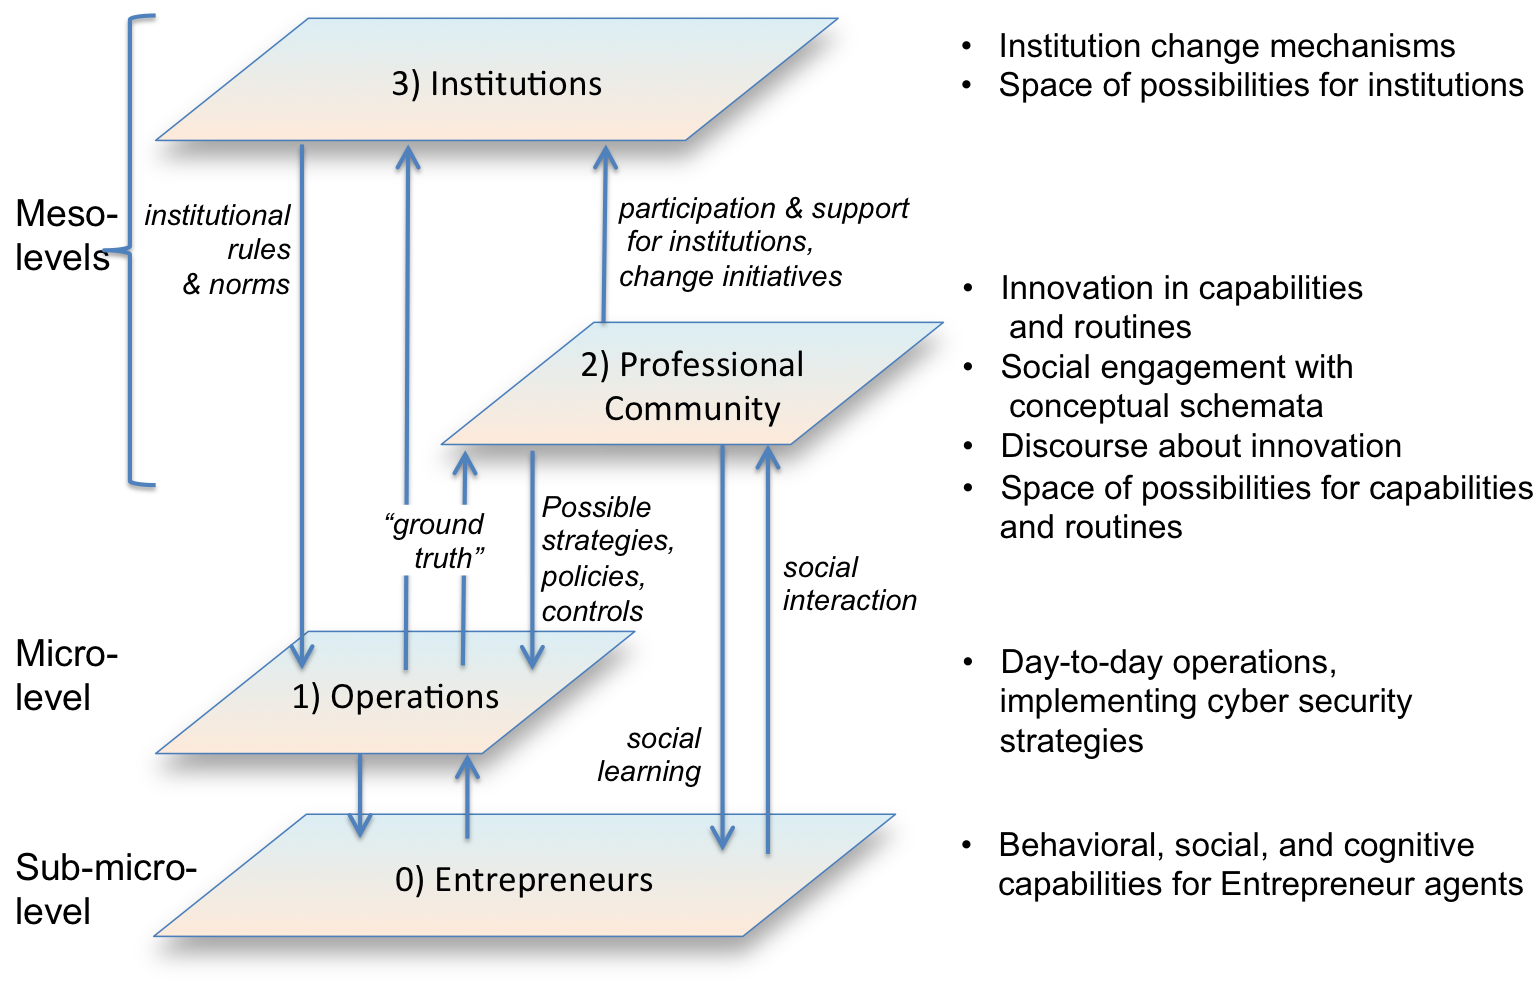 3) Institutions
• Institution change mechanisms
• Space of possibilities for institutions
Meso-
levels
institutional
rules
& norms
participation & support
for institutions,
change initiatives
2) Professional
Community
• Innovation in capabilities
and routines
• Social engagement with
conceptual schemata
• Discourse about innovation
• Space of possibilities for capabilities
and routines
“ground
truth”
Possible
strategies,
policies,
controls
social
interaction
Micro-
level
1) Operations
• Day-to-day operations,
implementing cyber security
strategies
social
learning
Sub-micro-
level
0) Entrepreneurs
• Behavioral, social, and cognitive
capabilities for Entrepreneur agents